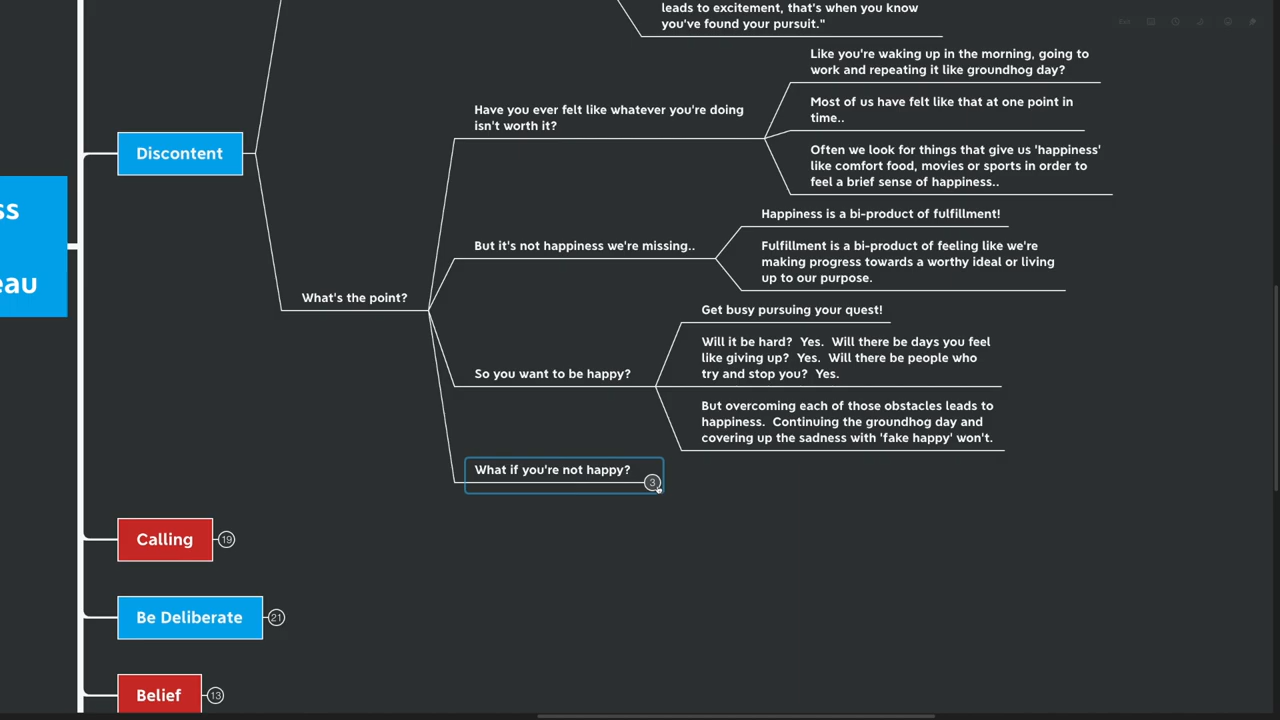 leads to excitement, that's when you know
you've found your pursuit."
Like you're waking up in the morning, going to
work and repeating it like groundhog day?
Have you ever felt like whatever you're doing
isn't worth it?
Most of us have felt like that at one point in
time..
Often we look for things that give us 'happiness'
like comfort food, movies or sports in order to
feel a brief sense of happiness..
Discontent
ss
eau
What's the point?
But it's not happiness we're missing..
Happiness is a bi-product of fulfillment!
Fulfillment is a bi-product of feeling like we're
making progress towards a worthy ideal or living
up to our purpose.
So you want to be happy?
Get busy pursuing your quest!
Will it be hard?  Yes.  Will there be days you feel
like giving up?  Yes.  Will there be people who
try and stop you?  Yes.
But overcoming each of those obstacles leads to
happiness.  Continuing the groundhog day and
covering up the sadness with 'fake happy' won't.
What if you're not happy?
3
Calling
19
Be Deliberate
21
Belief
13